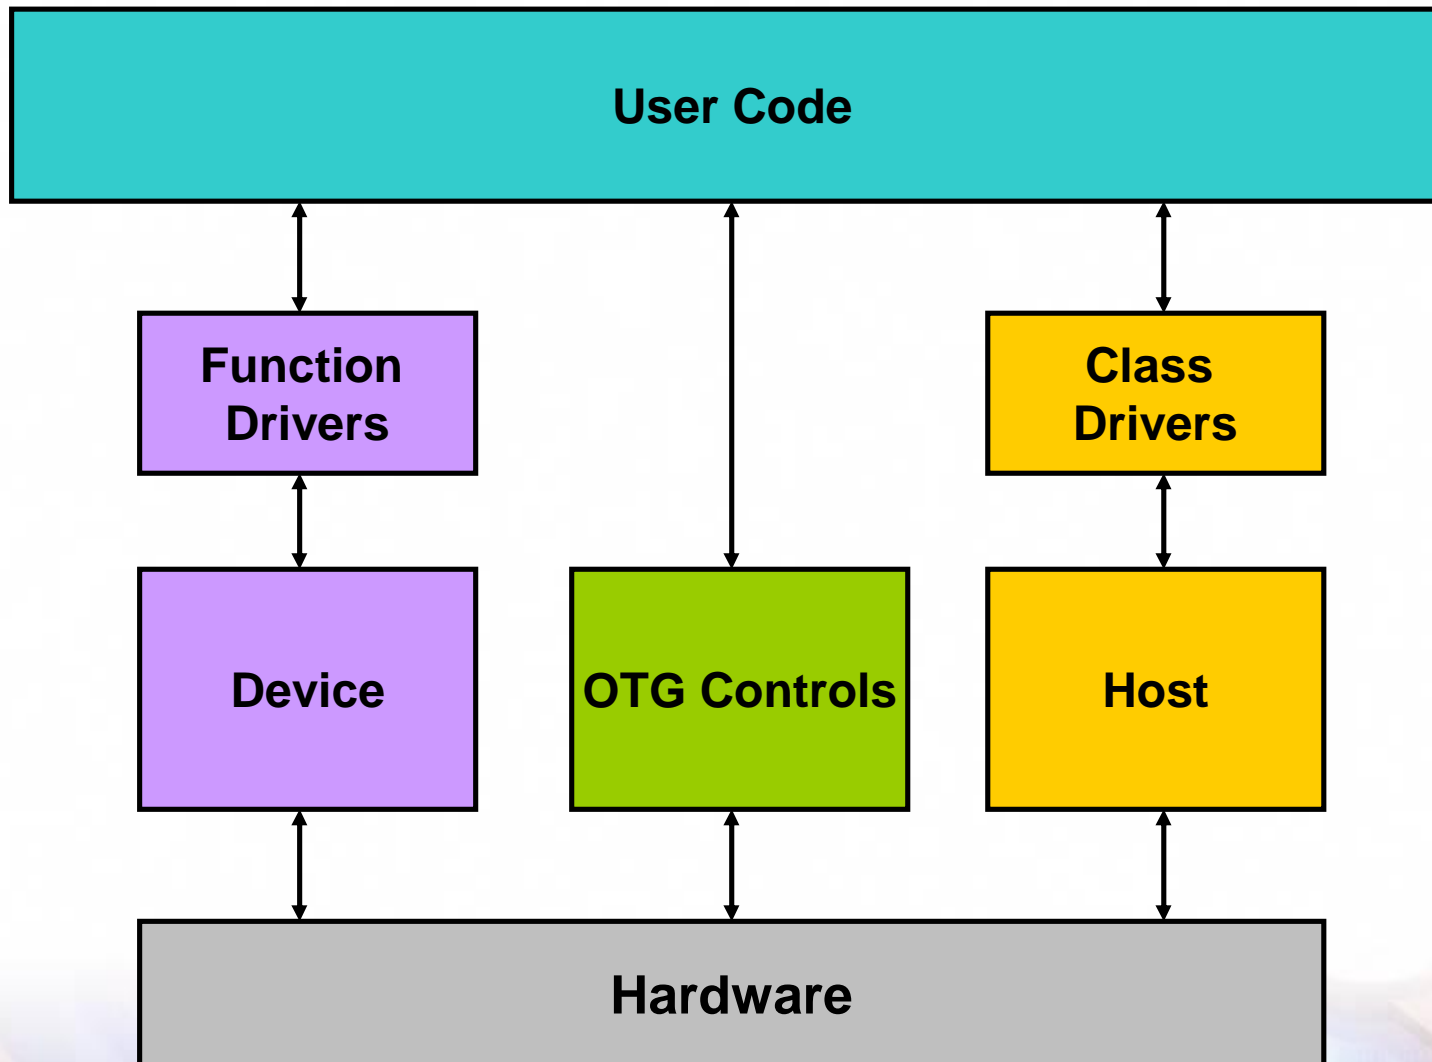 User Code
Function
Drivers
Class
Drivers
Device
OTG Controls
Host
Hardware